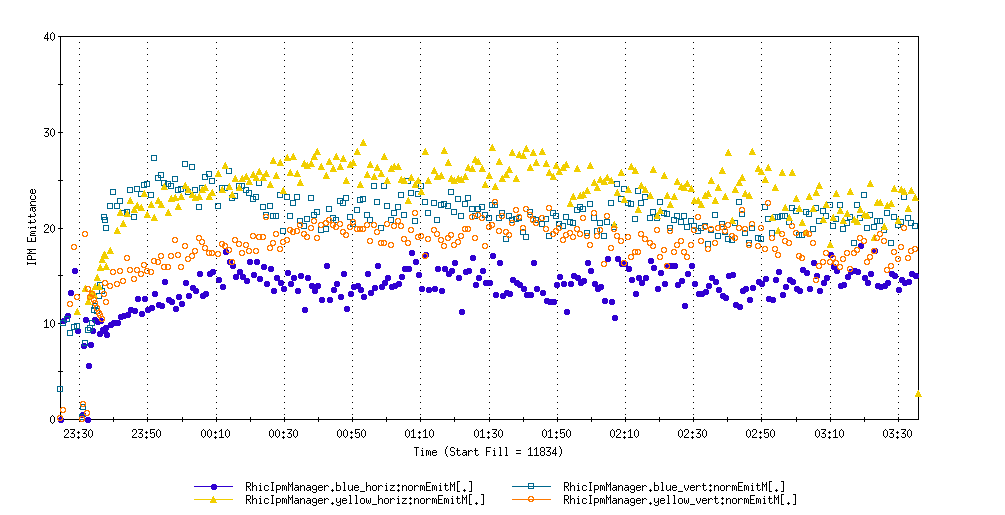 40
30
20
10
0
IPM Emittance
23:30 23:50 00:10 00:30 00:50 01:10 01:30 01:50 02:10 02:30 02:50 03:10 03:30
Time (Start Fill = 11834)
RhicIpmManager.blue_horiz:normEmitM[.] RhicIpmManager.blue_vert:normEmitM[.]
RhicIpmManager.yellow_horiz:normEmitM[.] RhicIpmManager.yellow_vert:normEmitM[.]